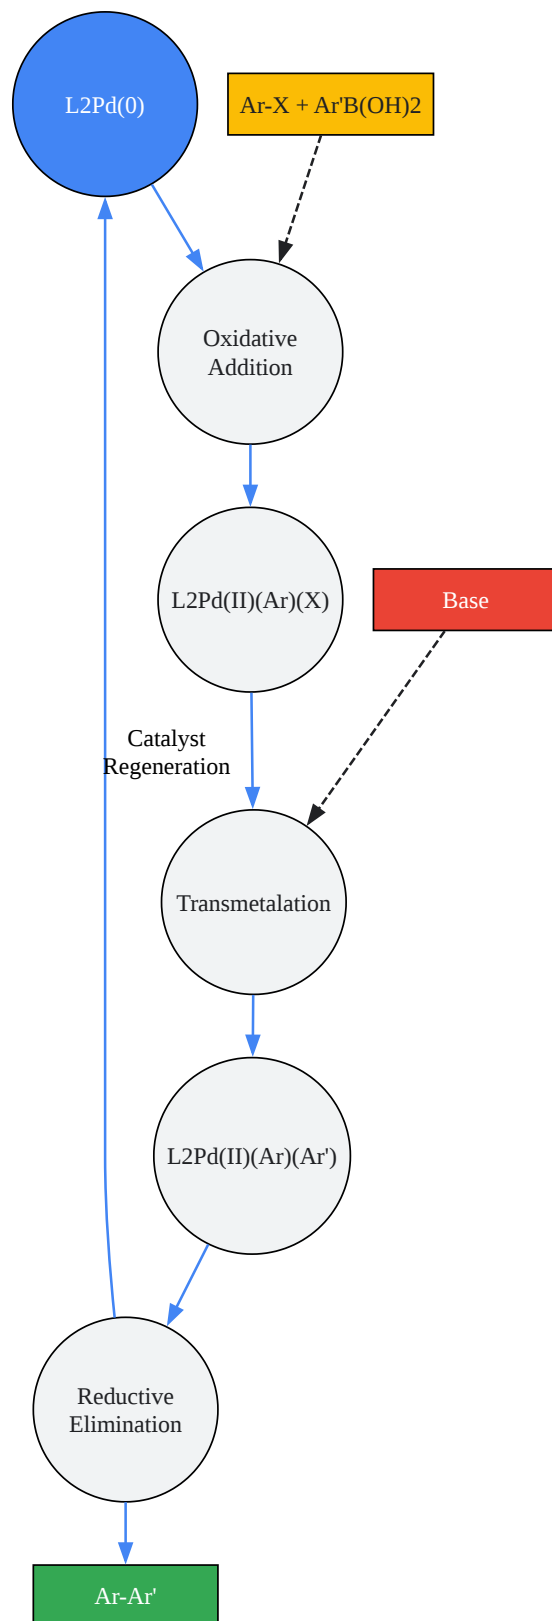 L2Pd(0)
Ar-X + Ar'B(OH)2
Oxidative
Addition
L2Pd(II)(Ar)(X)
Base
Catalyst
Regeneration
Transmetalation
L2Pd(II)(Ar)(Ar')
Reductive
Elimination
Ar-Ar'